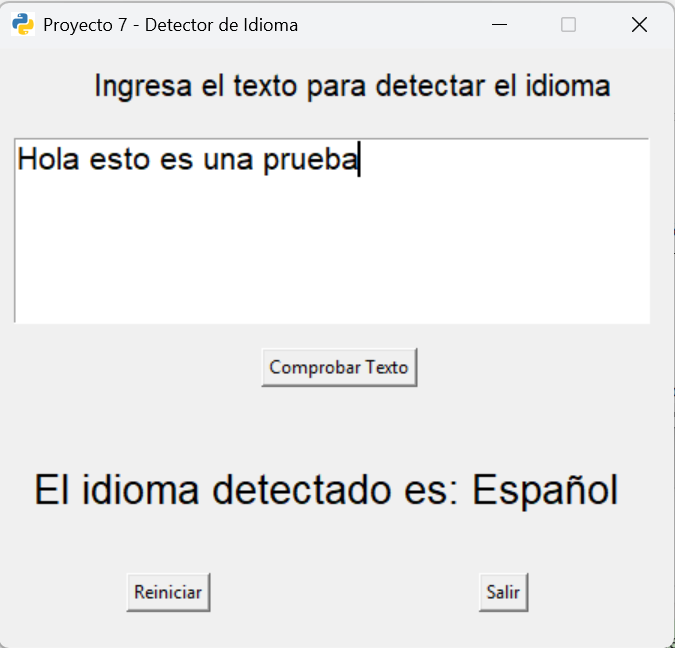 Proyecto 7 - Detector de Idioma
Ingresa el texto para detectar el idioma
Hola esto es una prueba
Comprobar Texto
El idioma detectado es: Español
Reiniciar
Salir